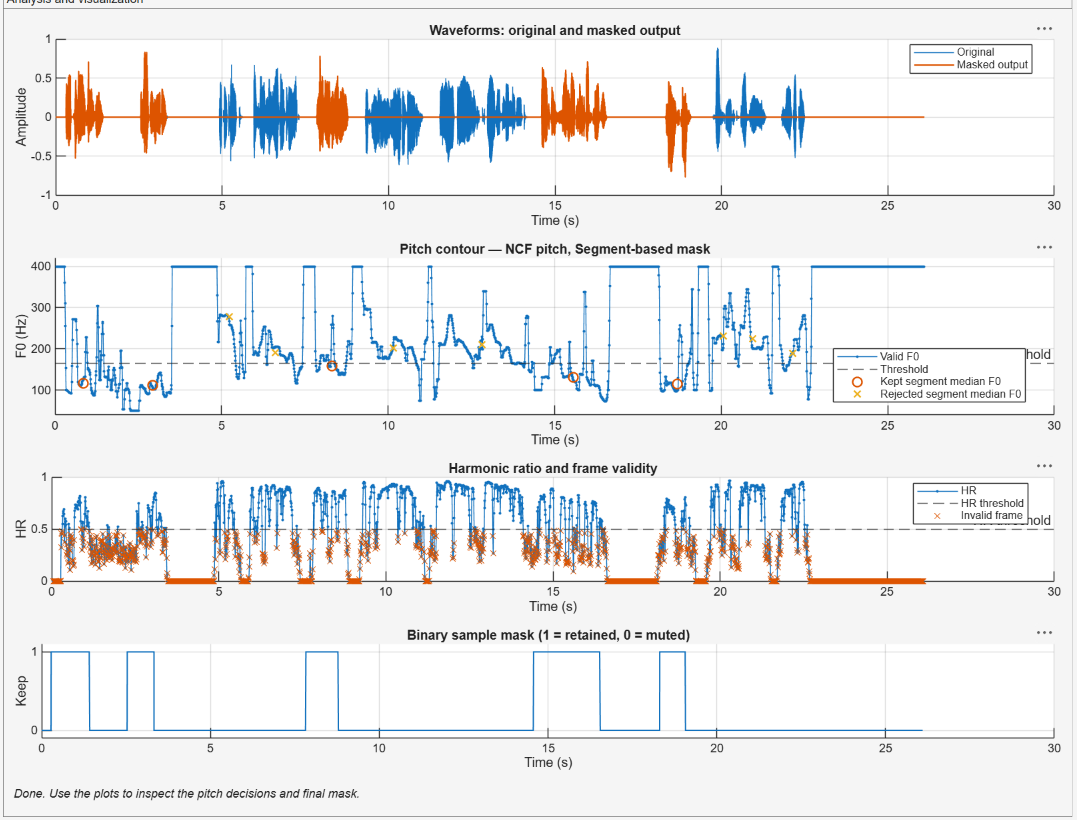 Analysis and visualization
Waveforms: original and masked output
1
0.5
0
-0.5
-1
Amplitude
Original
Masked output
0 5 10 15 20 25 30
Time (s)
Pitch contour — NCF pitch, Segment-based mask
400
300
200
100
F0 (Hz)
hold
Valid F0
Threshold
Kept segment median F0
Rejected segment median F0
0 5 10 15 20 25 30
Time (s)
Harmonic ratio and frame validity
1
0.5
0
HR
HR
HR threshold
Invalid frame
hold
0 5 10 15 20 25 30
Time (s)
Binary sample mask (1 = retained, 0 = muted)
1
0
Keep
0 5 10 15 20 25 30
Time (s)
Done. Use the plots to inspect the pitch decisions and final mask.